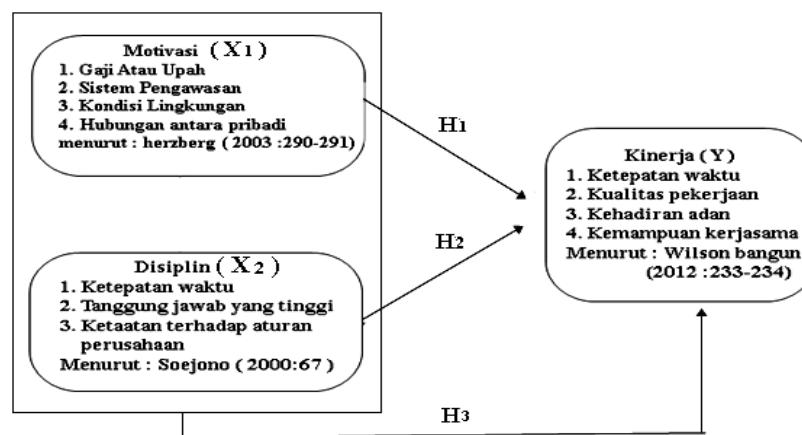 Motivasi (X1)
1. Gaji Atau Upah
2. Sistem Pengawasan
3. Kondisi Lingkungan
4. Hubungan antara pribadi
menurut : herzberg ( 2003 :290-291)
Disiplin ( X2 )
1. Ketepatan waktu
2. Tanggung jawab yang tinggi
3. Ketaatan terhadap aturan
perusahaan
Menurut : Soejono ( 2000:67 )
H1
H2
H3
Kinerja ( Y )
1. Ketepatan waktu
2. Kualitas pekerjaan
3. Kehadiran adan
4. Kemampuan kerjasama
Menurut : Wilson bangun
(2012 :233-234)